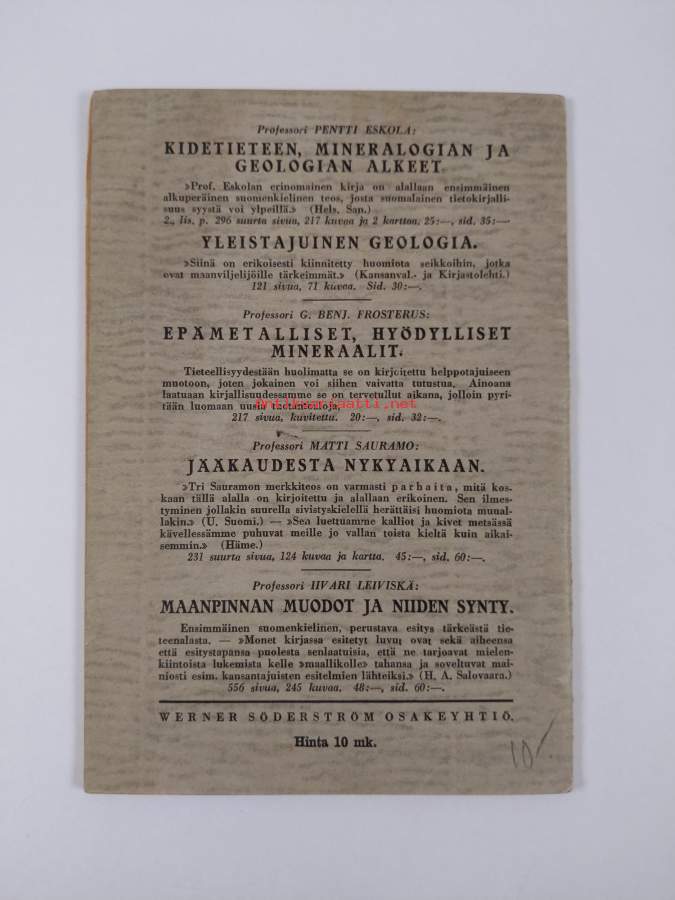 Professori PENTTI ESKOLA:
KIDETIETEEN, MINERALOGIAN JA
GEOLOGIAN ALKEET.
»Prof. Eskolan erinomainen kirja on alallaan ensimmäinen
alkuperäinen suomenkielinen teos, josta suomalainen tietokirjalli-
suus syystä voi ylpeillä.» (Hels. San.)
2., lis. p. 296 suurta sivua, 217 kuvaa ja 2 karttaa, 25:—, sid. 35:—
YLEISTAJUINEN GEOLOGIA.
»Siinä on erikoisesti kiinnitetty huomiota seikkoihin, jotka
ovat maanviljelijöille tärkeimmät.» (Kansanval.- ja Kirjastolehti.)
121 sivua, 71 kuvaa. Sid. 30:—.
Professori G. BENJ. FROSTERUS:
EPÄMETALLISET, HYÖDYLLISET
MINERAALIT.
Tieteellisyydestään huolimatta se on kirjoitettu helppotajuiseen
muotoon, joten jokainen voi siihen vaivatta tutustua. Ainoana
laatuaan kirjallisuudessamme se on tervetullut aikana, jolloin pyri-
tään luomaan uusia
217 sivua, kuvitettu. 20:—, sid. 32:—.
Professori MATTI SAURAMO:
JÄÄKAUDESTA NYKYAIKAAN.
»Tri Sauramon merkkiteos on varmasti parhaita, mitä kos-
kaan tällä alalla on kirjoitettu ja alallaan erikoinen. Sen ilmes-
tyminen jollakin suurella sivistyskielellä herättäisi huomiota muual-
lakin.» (U. Suomi.) — »Sea luettuamme kalliot ja kivet metsässä
kävellessämme puhuvat meille jo vallan toista kieltä kuin aikai-
semmin.» (Häme.)
231 suurta sivua, 124 kuvaa ja kartta. 45:—, sid. 60:—.
Professori IIVARI LEIVISKÄ:
MAANPINNAN MUODOT JA NIIDEN SYNTY.
Ensimmäinen suomenkielinen, perustava esitys tärkeästä tie-
teenalasta. — »Monet kirjassa esitetyt luvut ovat sekä aiheensa
että esitystapansa puolesta senlaatuisia, että ne tarjoavat mielen-
kiintoista lukemista kelle »maallikolle» tahansa ja soveltuvat mai-
niosti esim. kansantajuisten esitelmien lähteiksi.» (H. A. Salovaara.)
556 sivua, 245 kuvaa. 48:—, sid. 60:—.
WERNER SÖDERSTRÖM OSAKEYHTIÖ.
Hinta 10 mk.
10⁄-